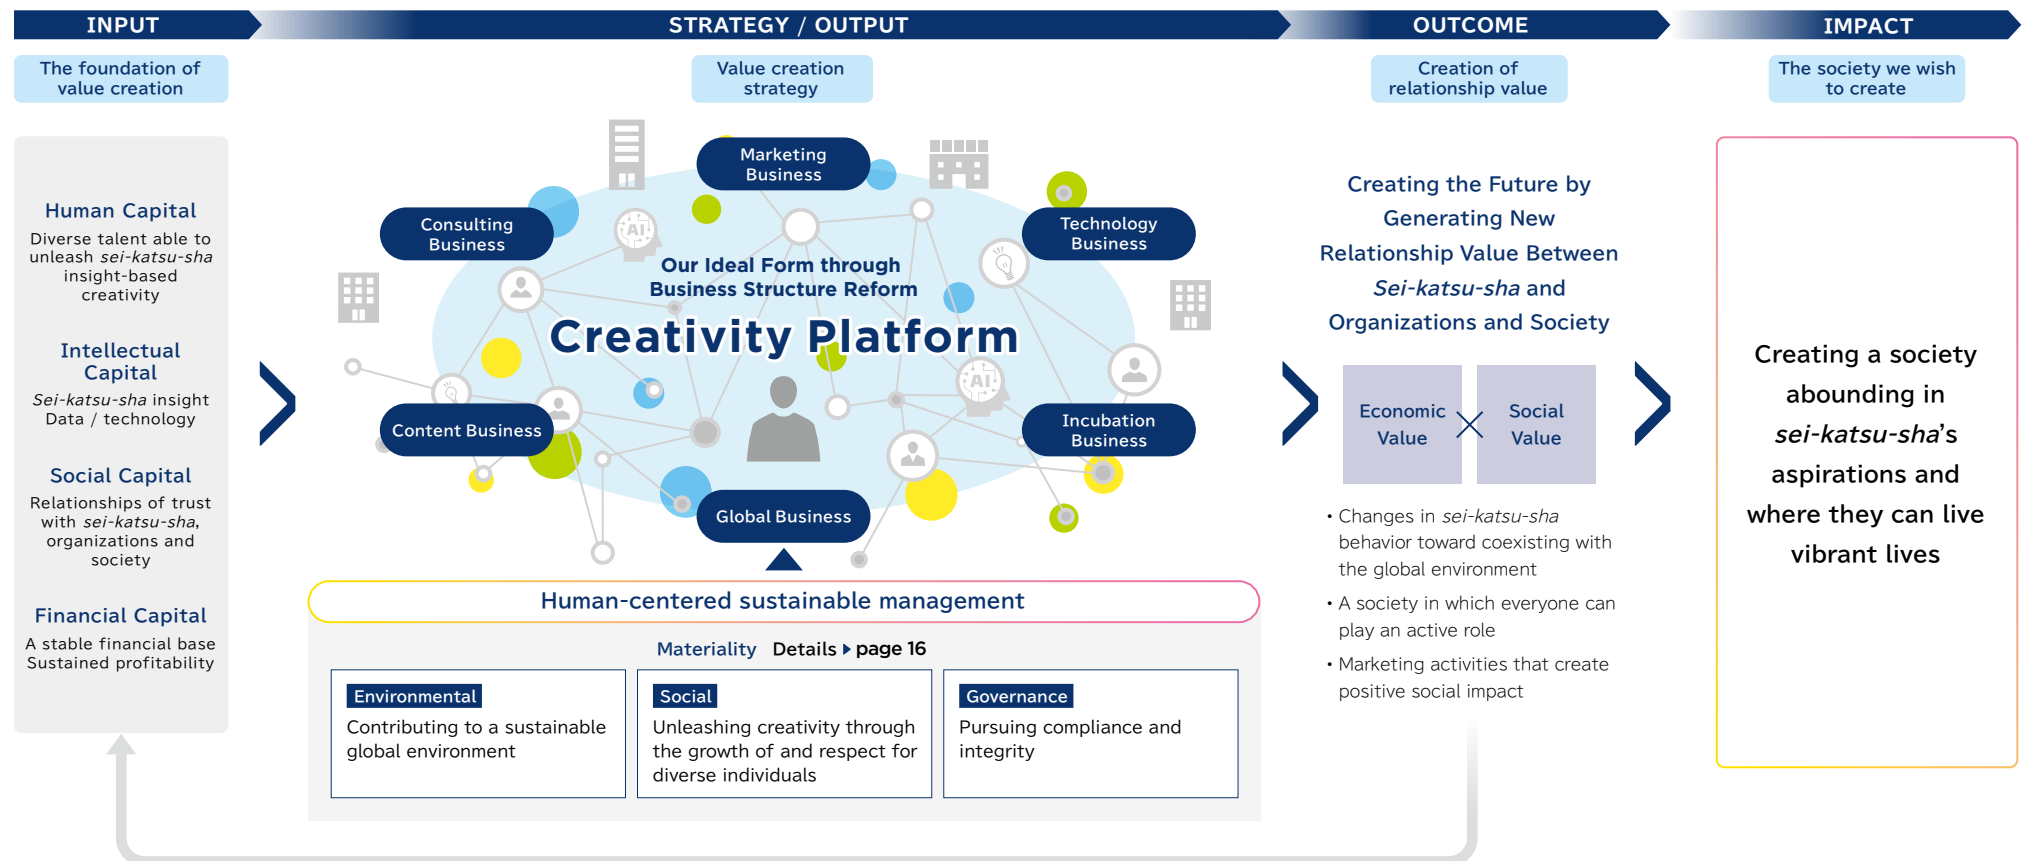 INPUT
STRATEGY / OUTPUT
OUTCOME
IMPACT
The foundation of
value creation
Value creation
strategy
Creation of
relationship value
The society we wish
to create
Human Capital
Diverse talent able to
unleash sei-katsu-sha
insight-based
creativity
Intellectual
Capital
Sei-katsu-sha insight
Data / technology
Social Capital
Relationships of trust
with sei-katsu-sha,
organizations and
society
Financial Capital
A stable financial base
Sustained profitability
Marketing
Business
Consulting
Business
Technology
Business
AI
Our Ideal Form through
Business Structure Reform
Creativity Platform
AI
Content Business
Incubation
Business
Global Business
Human-centered sustainable management
Materiality Details ▶ page 16
Environmental
Contributing to a sustainable
global environment
Social
Unleashing creativity through
the growth of and respect for
diverse individuals
Governance
Pursuing compliance and
integrity
Creating the Future by
Generating New
Relationship Value Between
Sei-katsu-sha and
Organizations and Society
Economic
Value
×
Social
Value
• Changes in sei-katsu-sha
behavior toward coexisting with
the global environment
• A society in which everyone can
play an active role
• Marketing activities that create
positive social impact
Creating a society
abounding in
sei-katsu-sha's
aspirations and
where they can live
vibrant lives